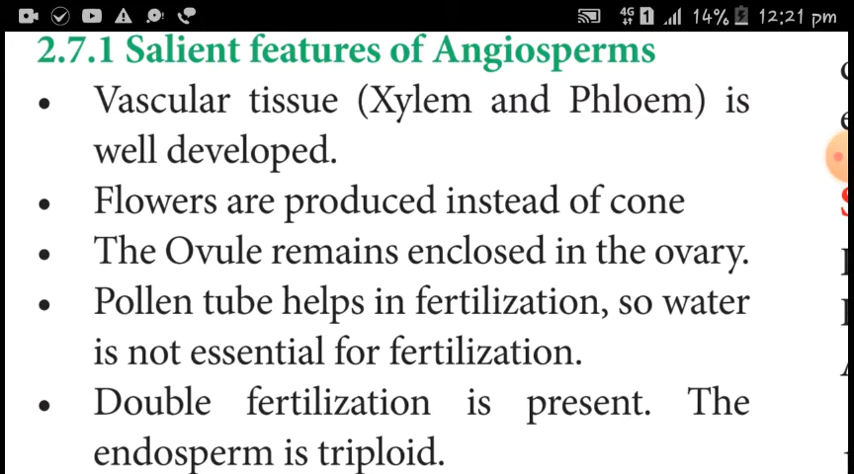 4G 1 14% 12:21 pm
2.7.1 Salient features of Angiosperms
• Vascular tissue (Xylem and Phloem) is
well developed.
• Flowers are produced instead of cone
• The Ovule remains enclosed in the ovary.
• Pollen tube helps in fertilization, so water
is not essential for fertilization.
• Double fertilization is present. The
endosperm is triploid.